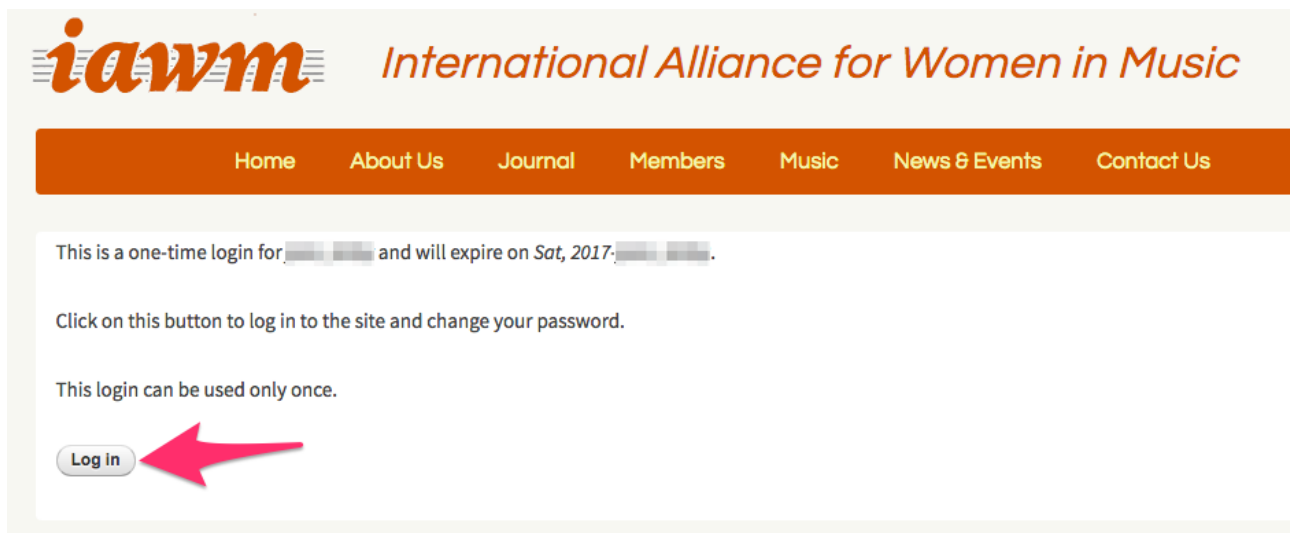 iawm International Alliance for Women in Music
Home About Us Journal Members Music News & Events Contact Us
This is a one-time login for and will expire on Sat, 2017- .
Click on this button to log in to the site and change your password.
This login can be used only once.
Log in